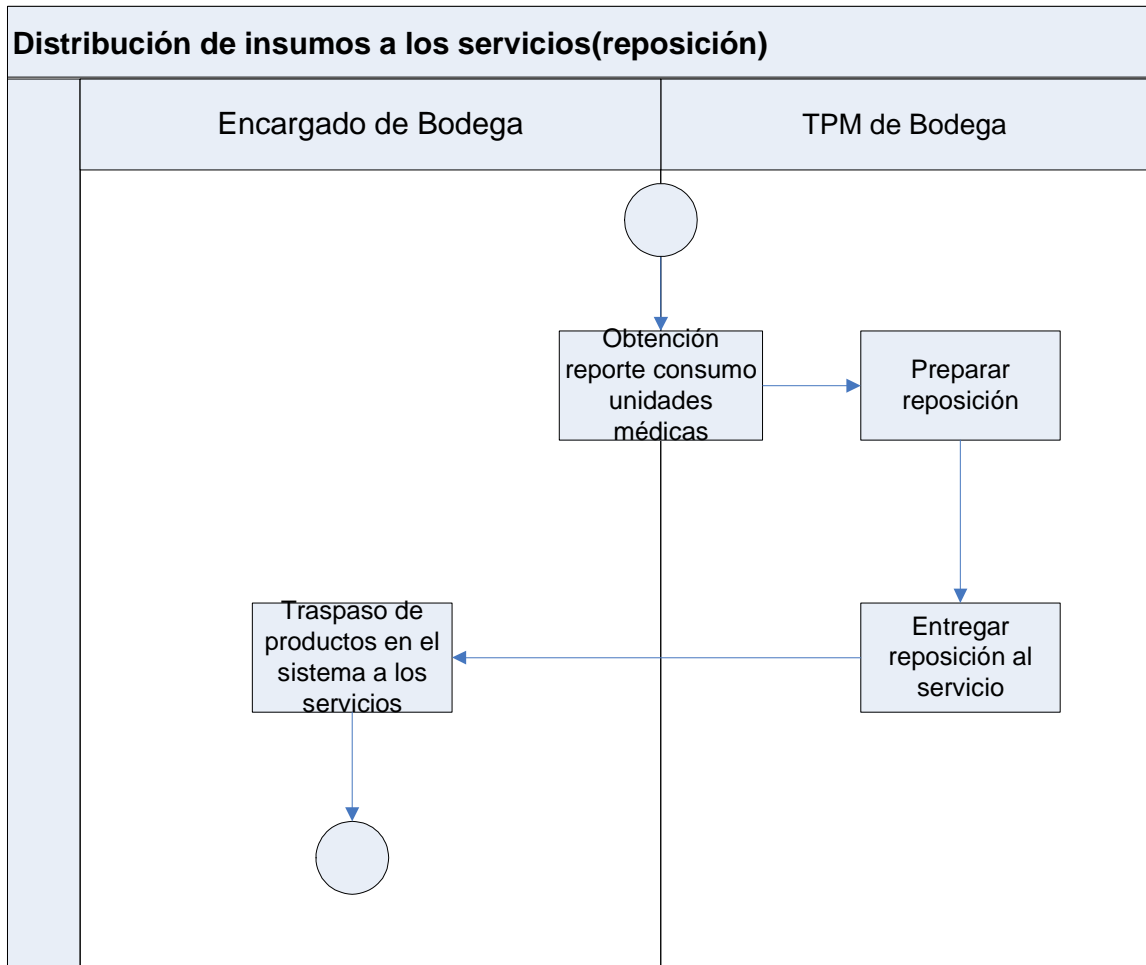 Distribución de insumos a los servicios(reposición)
Encargado de Bodega
TPM de Bodega
Obtención
reporte consumo
unidades
médicas
Preparar
reposición
Traspaso de
productos en el
sistema a los
servicios
Entregar
reposición al
servicio